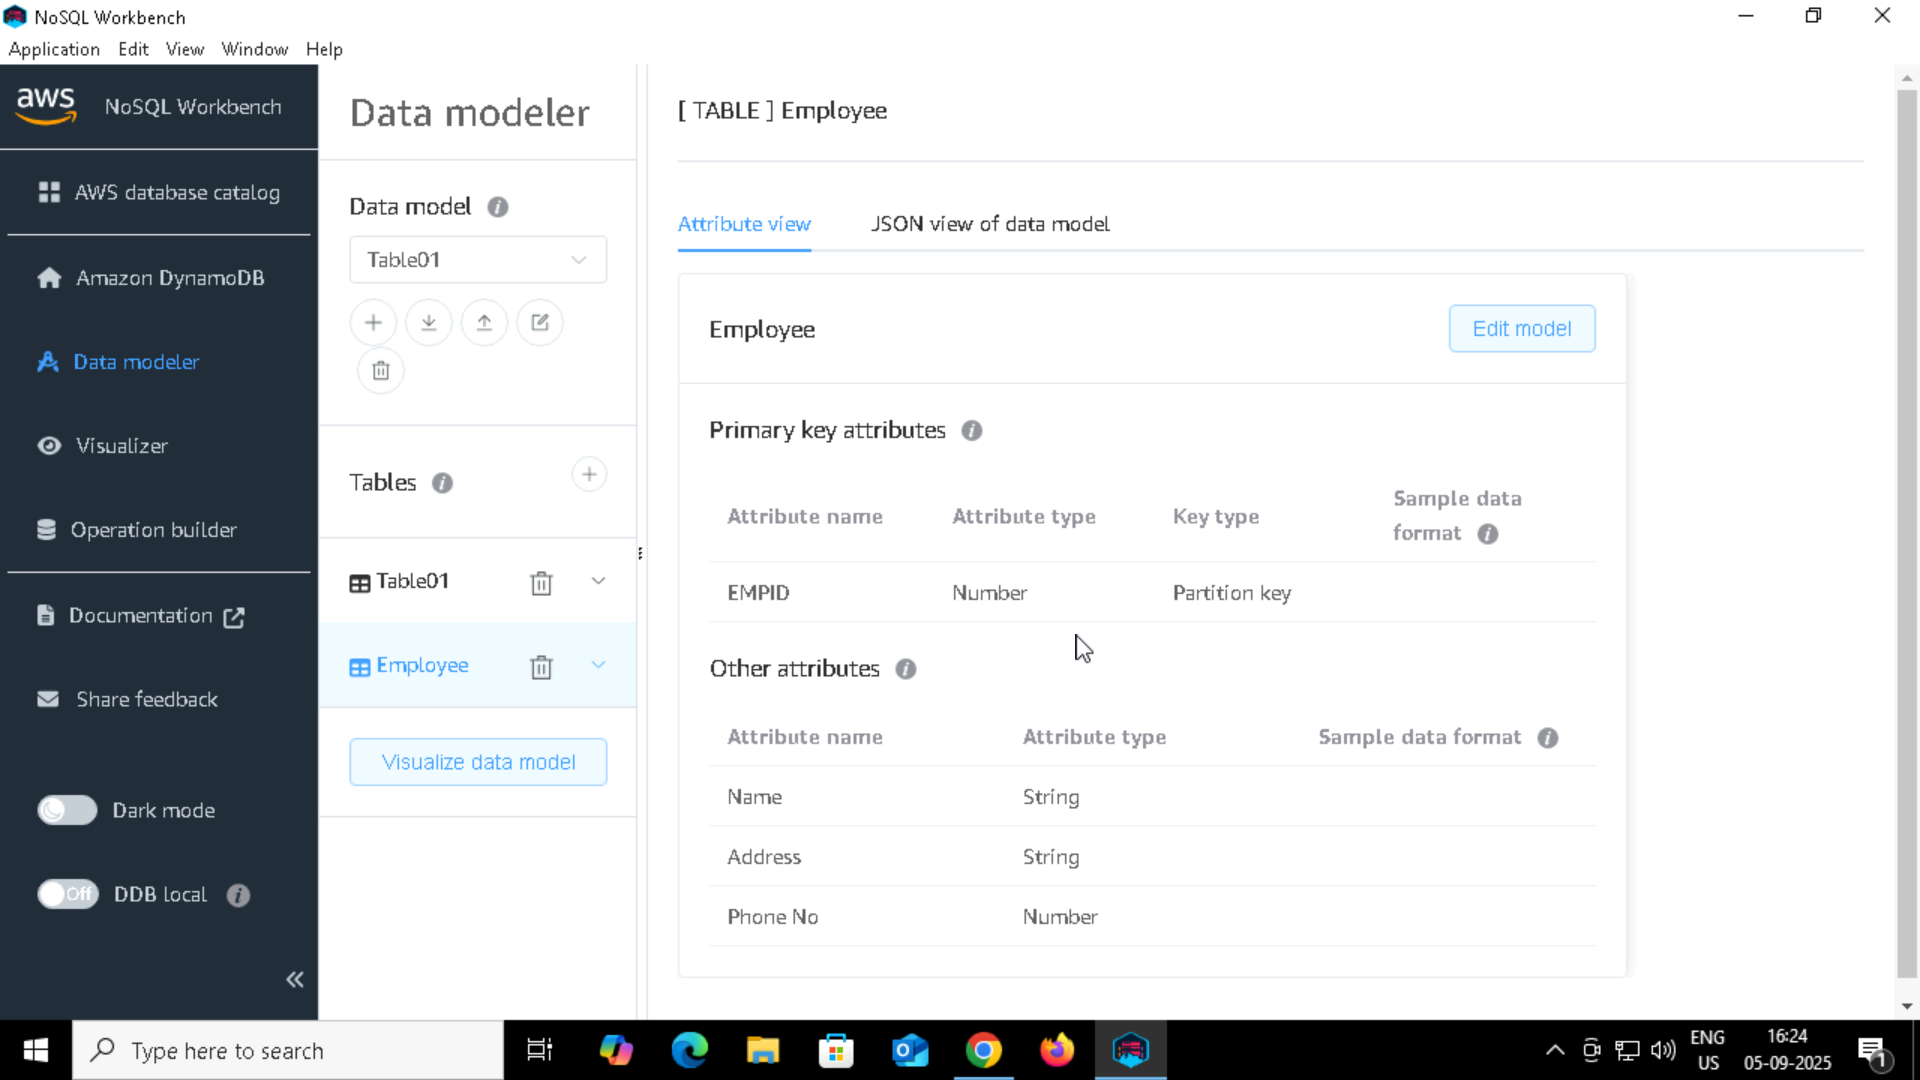 NoSQL Workbench
Application Edit View Window Help
aws NoSQL Workbench
AWS database catalog
Amazon DynamoDB
Data modeler
Visualizer
Operation builder
Documentation
Share feedback
Dark mode
Off DDB local
Data modeler
Data model
Table01
Tables
Table01
Employee
Visualize data model
[ TABLE ] Employee
Attribute view JSON view of data model
Employee Edit model
Primary key attributes
Attribute name Attribute type Key type Sample data format
EMPID Number Partition key
Other attributes
Attribute name Attribute type Sample data format
Name String
Address String
Phone No Number
Type here to search
ENG
US
16:24
05-09-2025
1